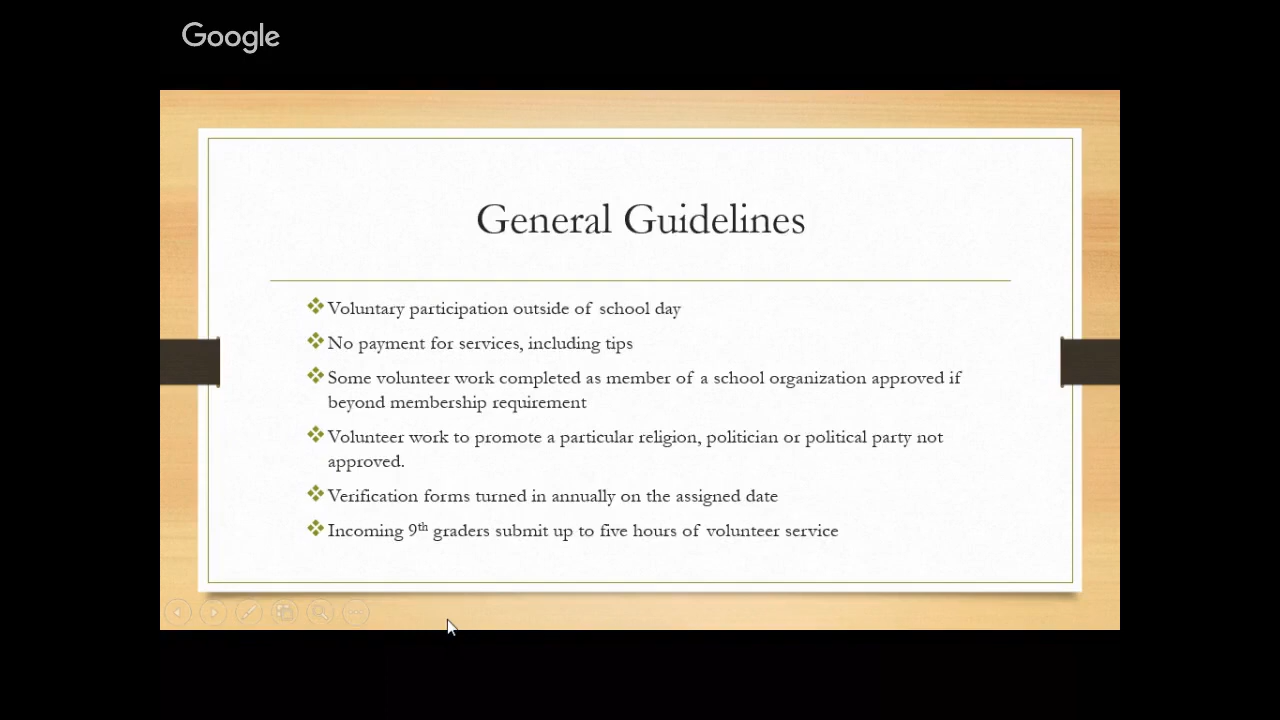 Google
General Guidelines
Voluntary participation outside of school day
No payment for services, including tips
Some volunteer work completed as member of a school organization approved if
beyond membership requirement
Volunteer work to promote a particular religion, politician or political party not
approved.
Verification forms turned in annually on the assigned date
Incoming 9th graders submit up to five hours of volunteer service